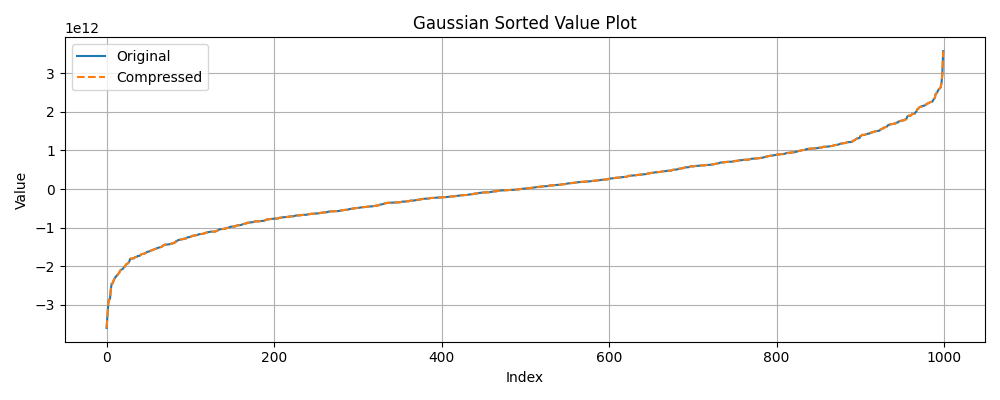 Gaussian Sorted Value Plot
1e12
Original
Compressed
3
2
1
0
−1
−2
−3
Value
0 200 400 600 800 1000
Index